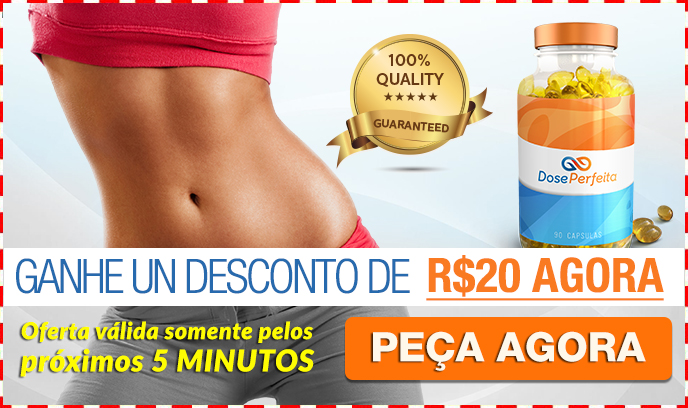 100%
QUALITY
GUARANTEED
DosePerfeita
90 CAPSULAS
GANHE UN DESCONTO DE R$20 AGORA
Oferta válida somente pelos
próximos 5 MINUTOS
PEÇA AGORA